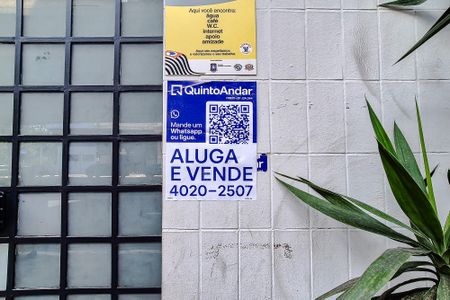 Aqui você encontra:
água
café
W.C.
internet
apoio
amizade
QuintoAndar
Mande um
Whatsapp
ou ligue.
ALUGA
E VENDE
4020-2507